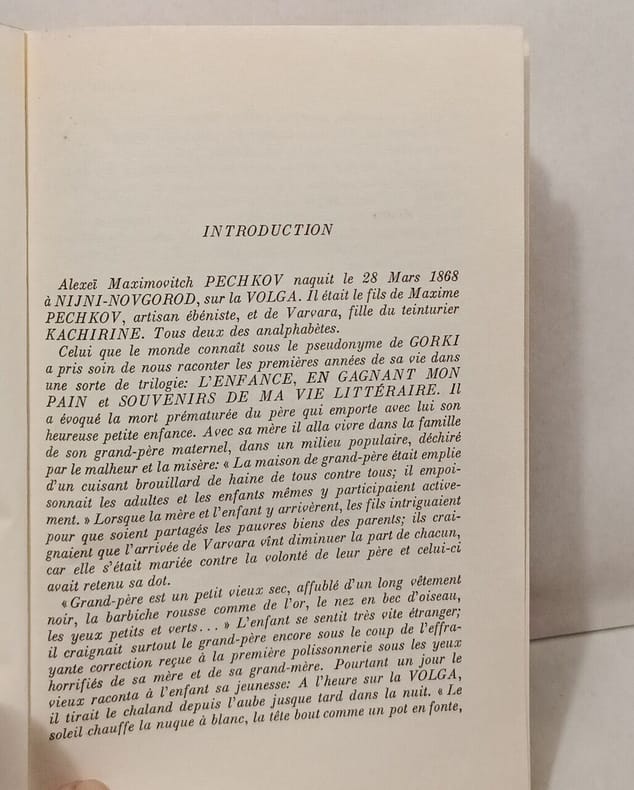 INTRODUCTION
Alexeï Maximovitch PECHKOV naquit le 28 Mars 1868
à NIJNI-NOVGOROD, sur la VOLGA. Il était le fils de Maxime
PECHKOV, artisan ébéniste, et de Varvara, fille du teinturier
KACHIRINE. Tous deux des analphabètes.
Celui que le monde connaît sous le pseudonyme de GORKI
a pris soin de nous raconter les premières années de sa vie dans
une sorte de trilogie: L'ENFANCE, EN GAGNANT MON
PAIN et SOUVENIRS DE MA VIE LITTÉRAIRE. Il
a évoqué la mort prématurée du père qui emporte avec lui son
heureuse petite enfance. Avec sa mère il alla vivre dans la famille
de son grand-père maternel, dans un milieu populaire, déchiré
par le malheur et la misère: « La maison de grand-père était emplie
d'un cuisant brouillard de haine de tous contre tous; il empoi-
sonnait les adultes et les enfants mêmes y participaient active-
ment. » Lorsque la mère et l'enfant y arrivèrent, les fils intriguaient
pour que soient partagés les pauvres biens des parents; ils crai-
gnaient que l'arrivée de Varvara vînt diminuer la part de chacun,
car elle s'était mariée contre la volonté de leur père et celui-ci
avait retenu sa dot.
« Grand-père est un petit vieux sec, affublé d'un long vêtement
noir, la barbiche rousse comme de l'or, le nez en bec d'oiseau,
les yeux petits et verts... » L'enfant se sentit très vite étranger;
il craignait surtout le grand-père encore sous le coup de l'effra-
yante correction reçue à la première polissonnerie sous les yeux
horrifiés de sa mère et de sa grand-mère. Pourtant un jour le
vieux raconta à l'enfant sa jeunesse: A l'heure sur la VOLGA,
il tirait le chaland depuis l'aube jusque tard dans la nuit. « Le
soleil chauffe la nuque à blanc, la tête bout comme un pot en fonte,